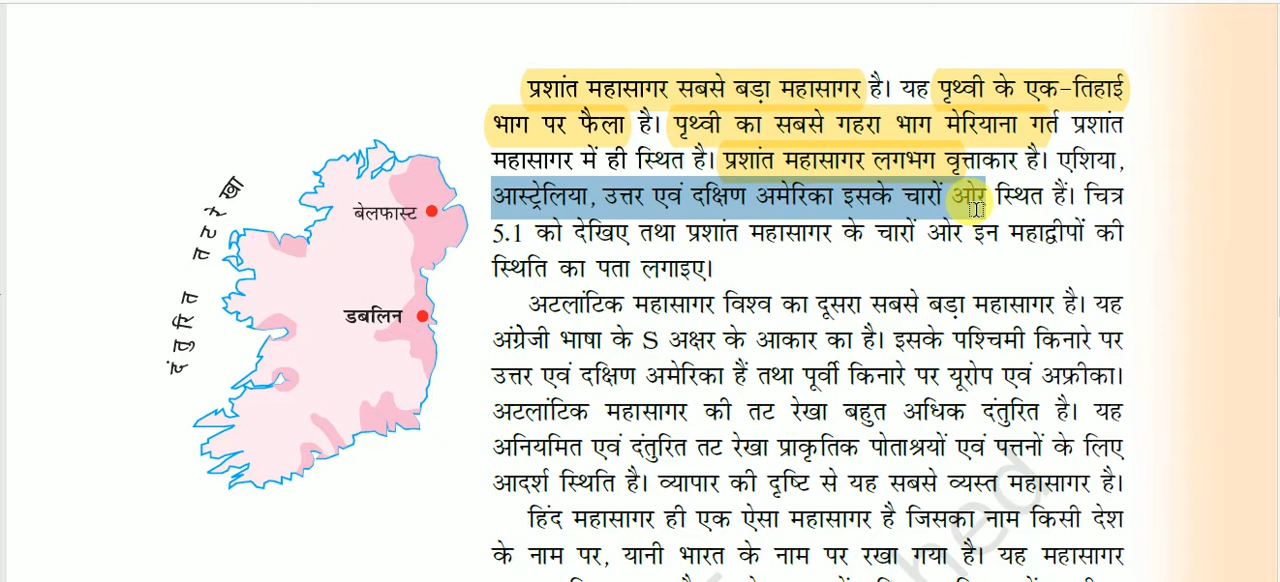 प्रशांत महासागर सबसे बड़ा महासागर है। यह पृथ्वी के एक-तिहाई
भाग पर फैला है। पृथ्वी का सबसे गहरा भाग मेरियाना गर्त प्रशांत
महासागर में ही स्थित है। प्रशांत महासागर लगभग वृत्ताकार है। एशिया,
आस्ट्रेलिया, उत्तर एवं दक्षिण अमेरिका इसके चारों ओर स्थित हैं। चित्र
5.1 को देखिए तथा प्रशांत महासागर के चारों ओर इन महाद्वीपों की
स्थिति का पता लगाइए।
अटलांटिक महासागर विश्व का दूसरा सबसे बड़ा महासागर है। यह
अंग्रेजी भाषा के S अक्षर के आकार का है। इसके पश्चिमी किनारे पर
उत्तर एवं दक्षिण अमेरिका हैं तथा पूर्वी किनारे पर यूरोप एवं अफ्रीका।
अटलांटिक महासागर की तट रेखा बहुत अधिक दंतुरित है। यह
अनियमित एवं दंतुरित तट रेखा प्राकृतिक पोताश्रयों एवं पत्तनों के लिए
आदर्श स्थिति है। व्यापार की दृष्टि से यह सबसे व्यस्त महासागर है।
हिंद महासागर ही एक ऐसा महासागर है जिसका नाम किसी देश
के नाम पर, यानी भारत के नाम पर रखा गया है। यह महासागर
दंतुरित तटरेखा
बेलफास्ट
डबलिन